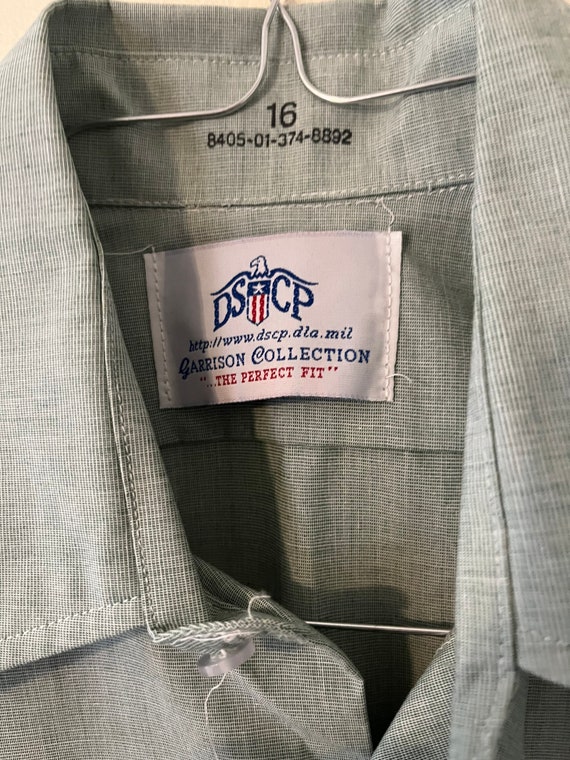 16
8405-01-374-8892
DSCP
http://www.dscp.dla.mil
GARRISON COLLECTION
"...THE PERFECT FIT"